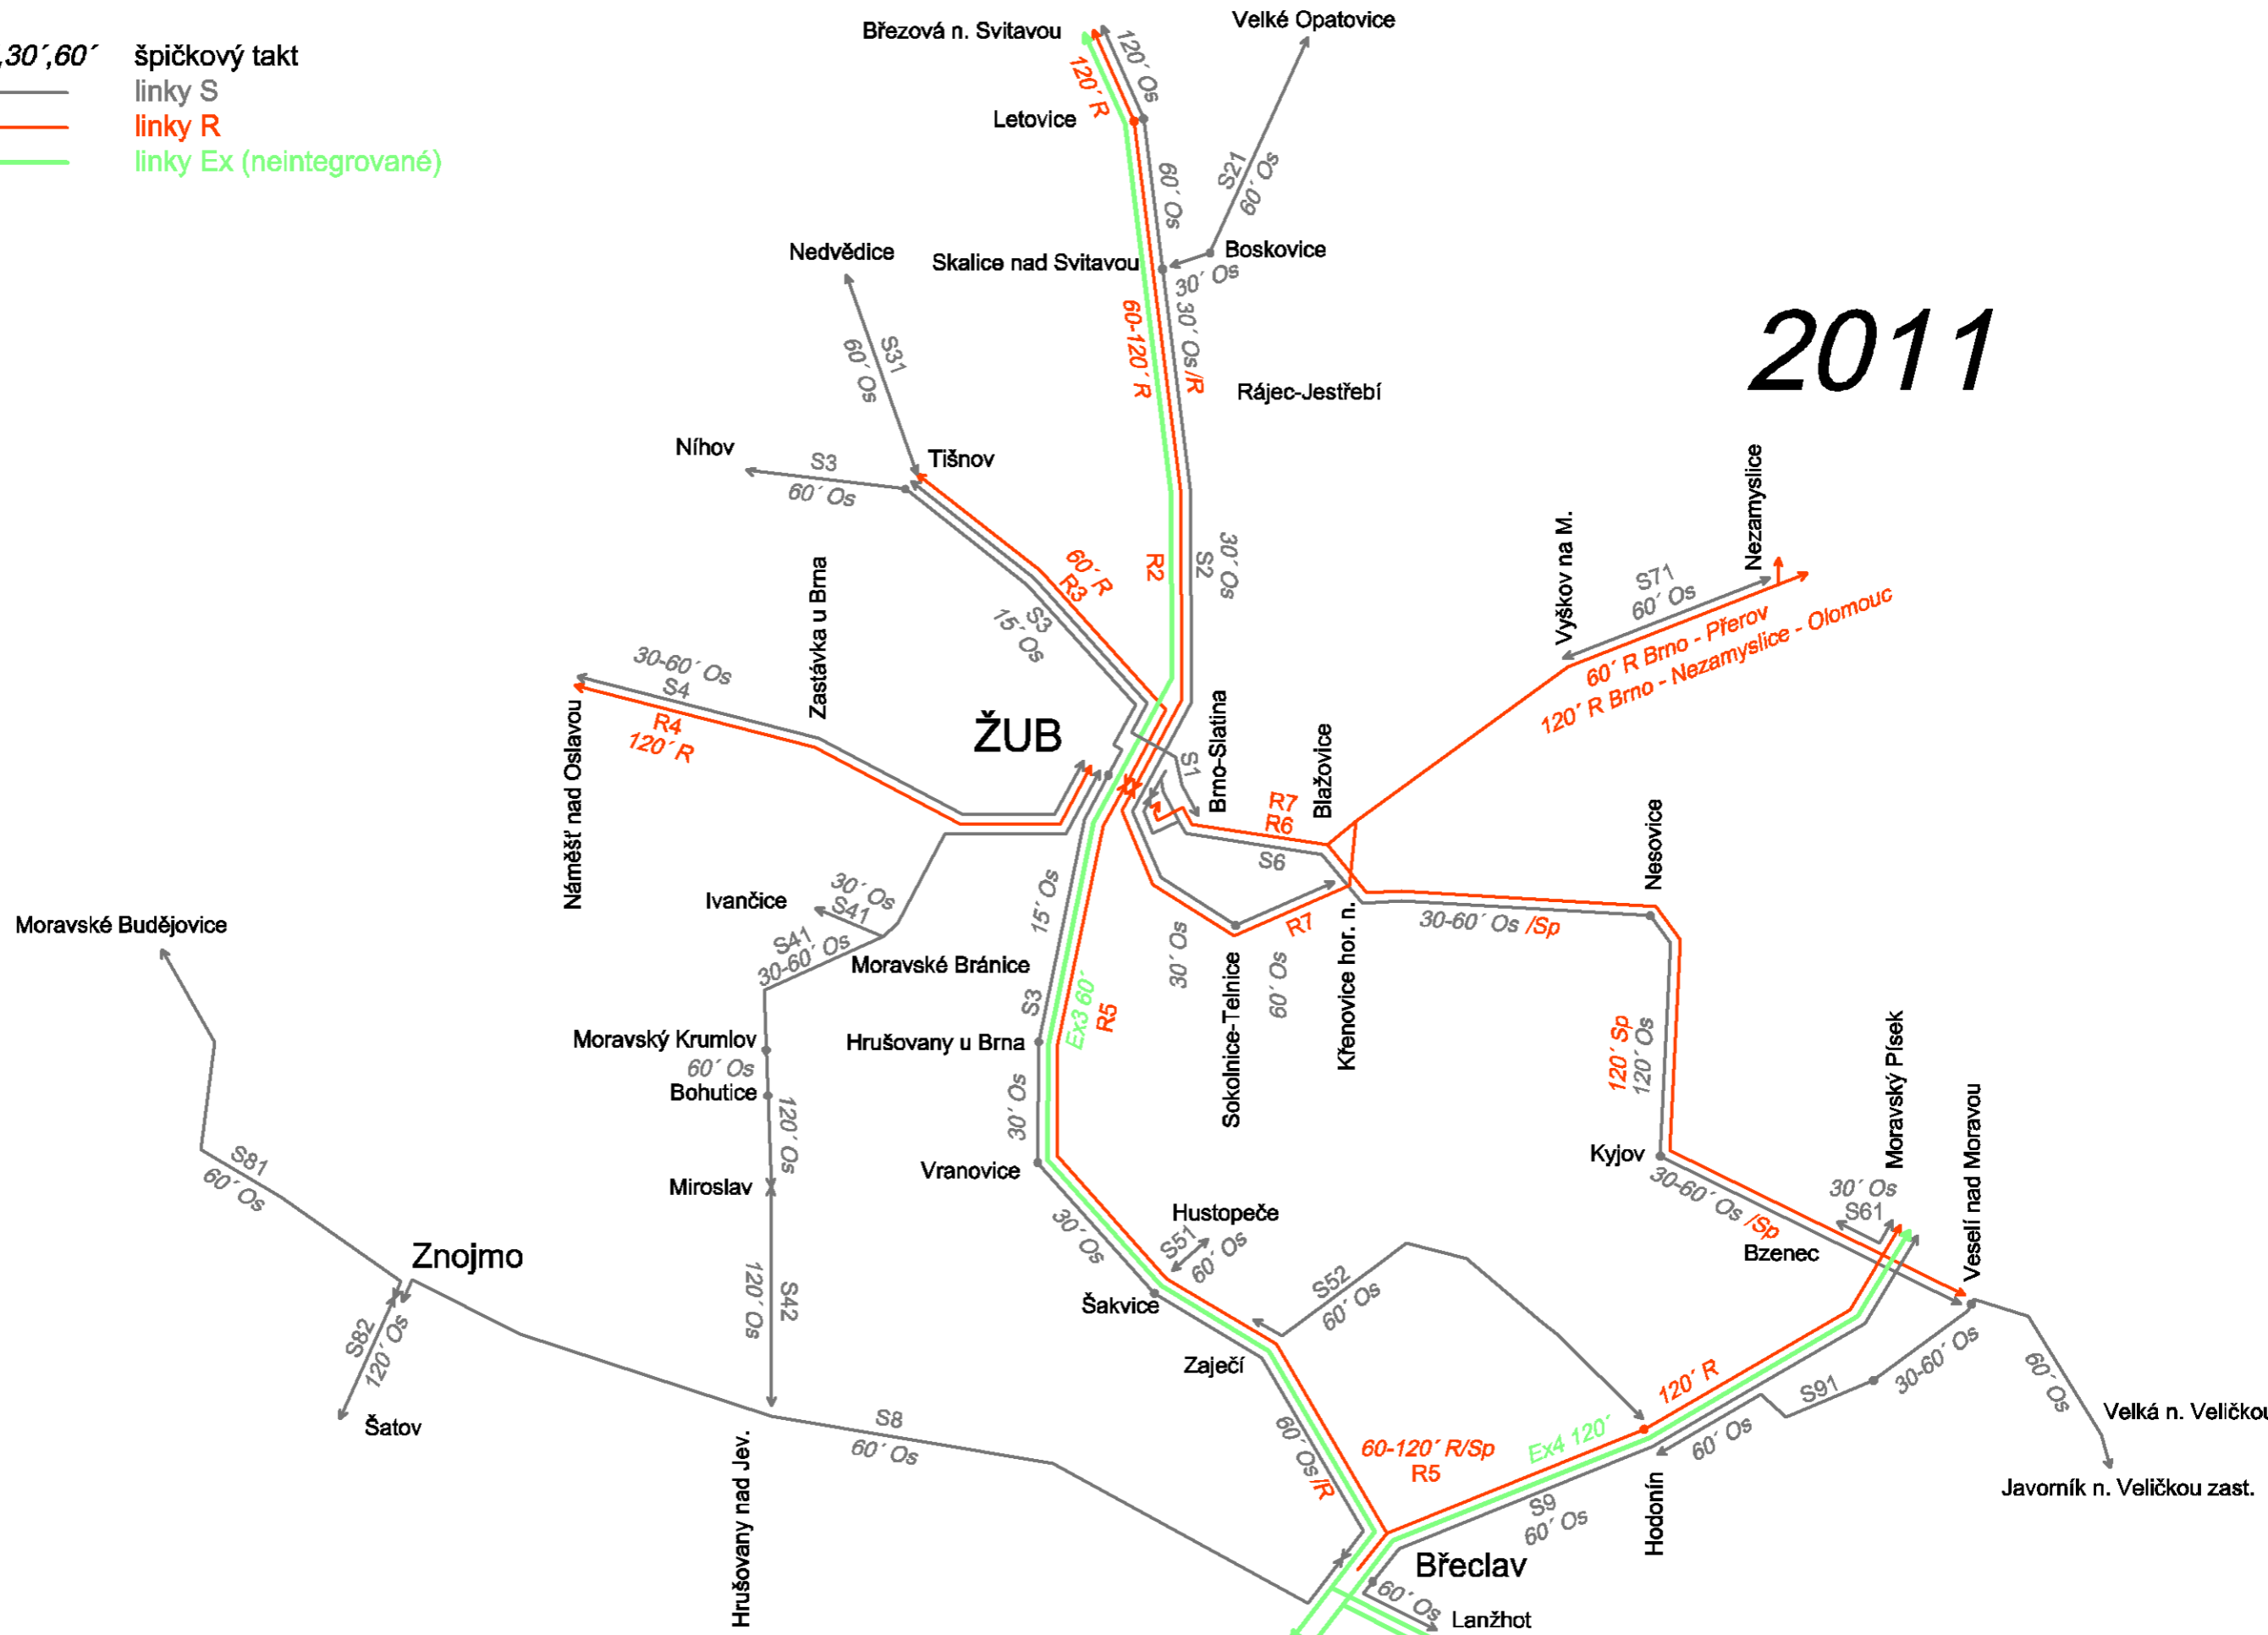 ,30´,60´ špičkový takt
linky S
linky R
linky Ex (neintegrované)
2011
Březová n. Svitavou
Velké Opatovice
120´ Os
120´ R
Letovice
60´ Os
S21
60´ Os
Skalice nad Svitavou
Boskovice
30´ Os
Nedvědice
60-120´ R
30´ Os/R
Rájec-Jestřebí
S31
60´ Os
Níhov
S3
60´ Os
Tišnov
60´ R
R3
S3
15´ Os
R2
S2
30´ Os
Vyškov na M.
Nezamyslice
S71
60´ Os
60´ R Brno - Přerov
120´ R Brno - Nezamyslice - Olomouc
Zastávka u Brna
30-60´ Os
S4
R4
120´ R
Náměšť nad Oslavou
ŽUB
S1
Brno-Slatina
R7
R6
Blažovice
S6
Nesovice
30-60´ Os /Sp
R7
30´ Os
Sokolnice-Telnice
60´ Os
Křenovice hor. n.
Ivančice
30´ Os
S41
S41
30-60´ Os
Moravské Bránice
Moravské Budějovice
15´ Os
S3
Ex3 60´
R5
Moravský Krumlov
60´ Os
Bohutice
120´ Os
Miroslav
Hrušovany u Brna
30´ Os
Vranovice
30´ Os
120´ Sp
120´ Os
Kyjov
30-60´ Os /Sp
Moravský Písek
30´ Os
S61
Bzenec
Veselí nad Moravou
S81
60´ Os
Znojmo
S82
120´ Os
Šatov
120´ Os
S42
Hustopeče
S51
60´ Os
Šakvice
S52
60´ Os
Zaječí
60´ Os/R
60-120´ R/Sp
R5
Ex4 120´
120´ R
S91
30-60´ Os
60´ Os
60´ Os
Velká n. Veličkou
Javorník n. Veličkou zast.
S8
60´ Os
Hrušovany nad Jev.
S9
60´ Os
Hodonín
Břeclav
60´ Os
Lanžhot